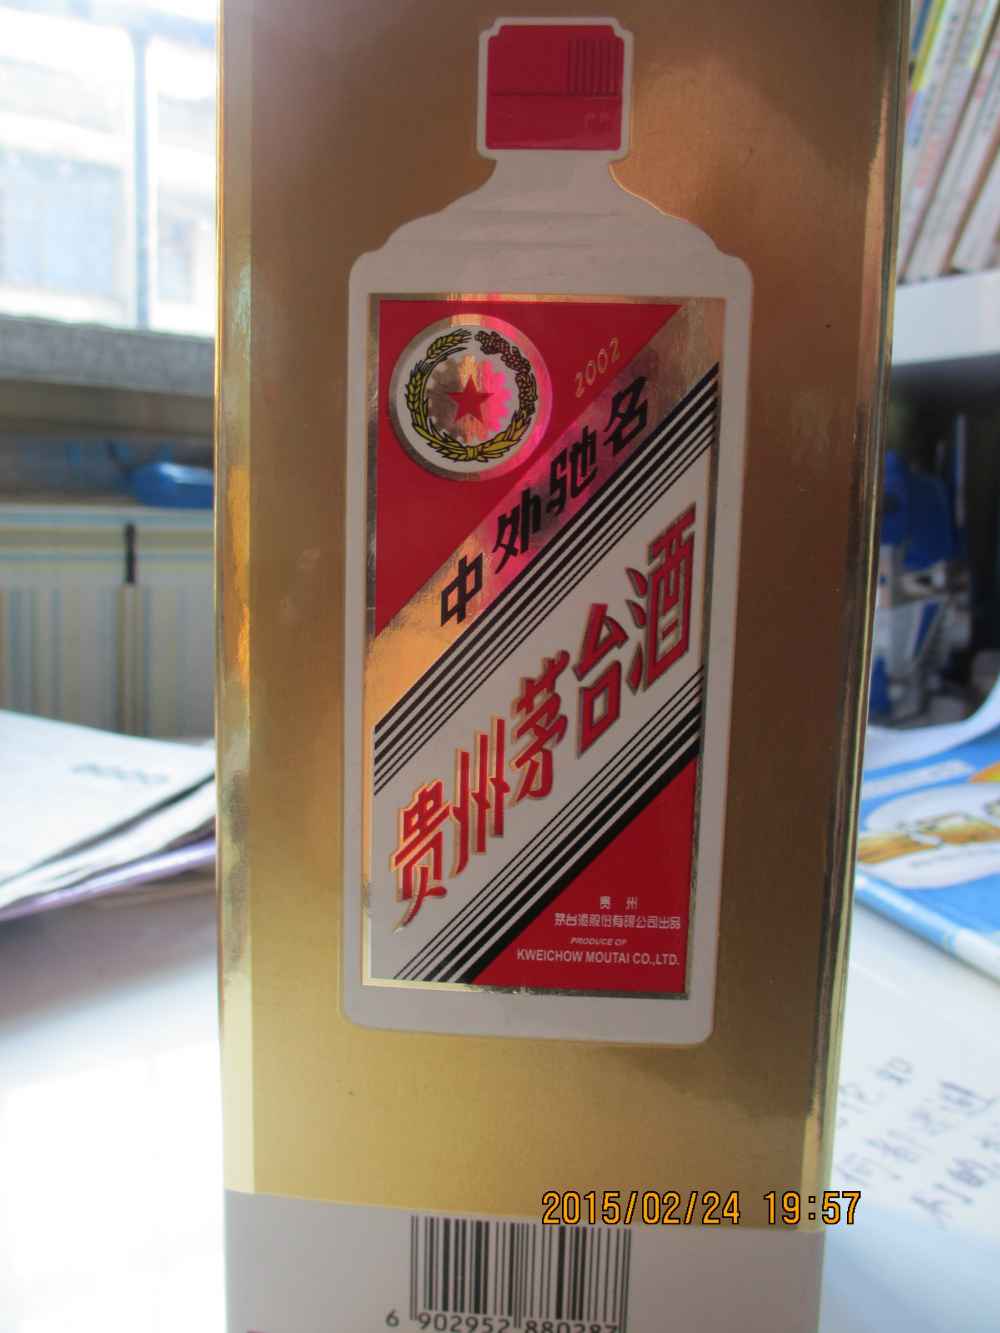 2002
中外驰名
贵州茅台酒
贵 州
茅台酒股份有限公司出品
PRODUCE OF
KWEICHOW MOUTAI CO.,LTD.
2015/02/24 19:57
6 902952 880287